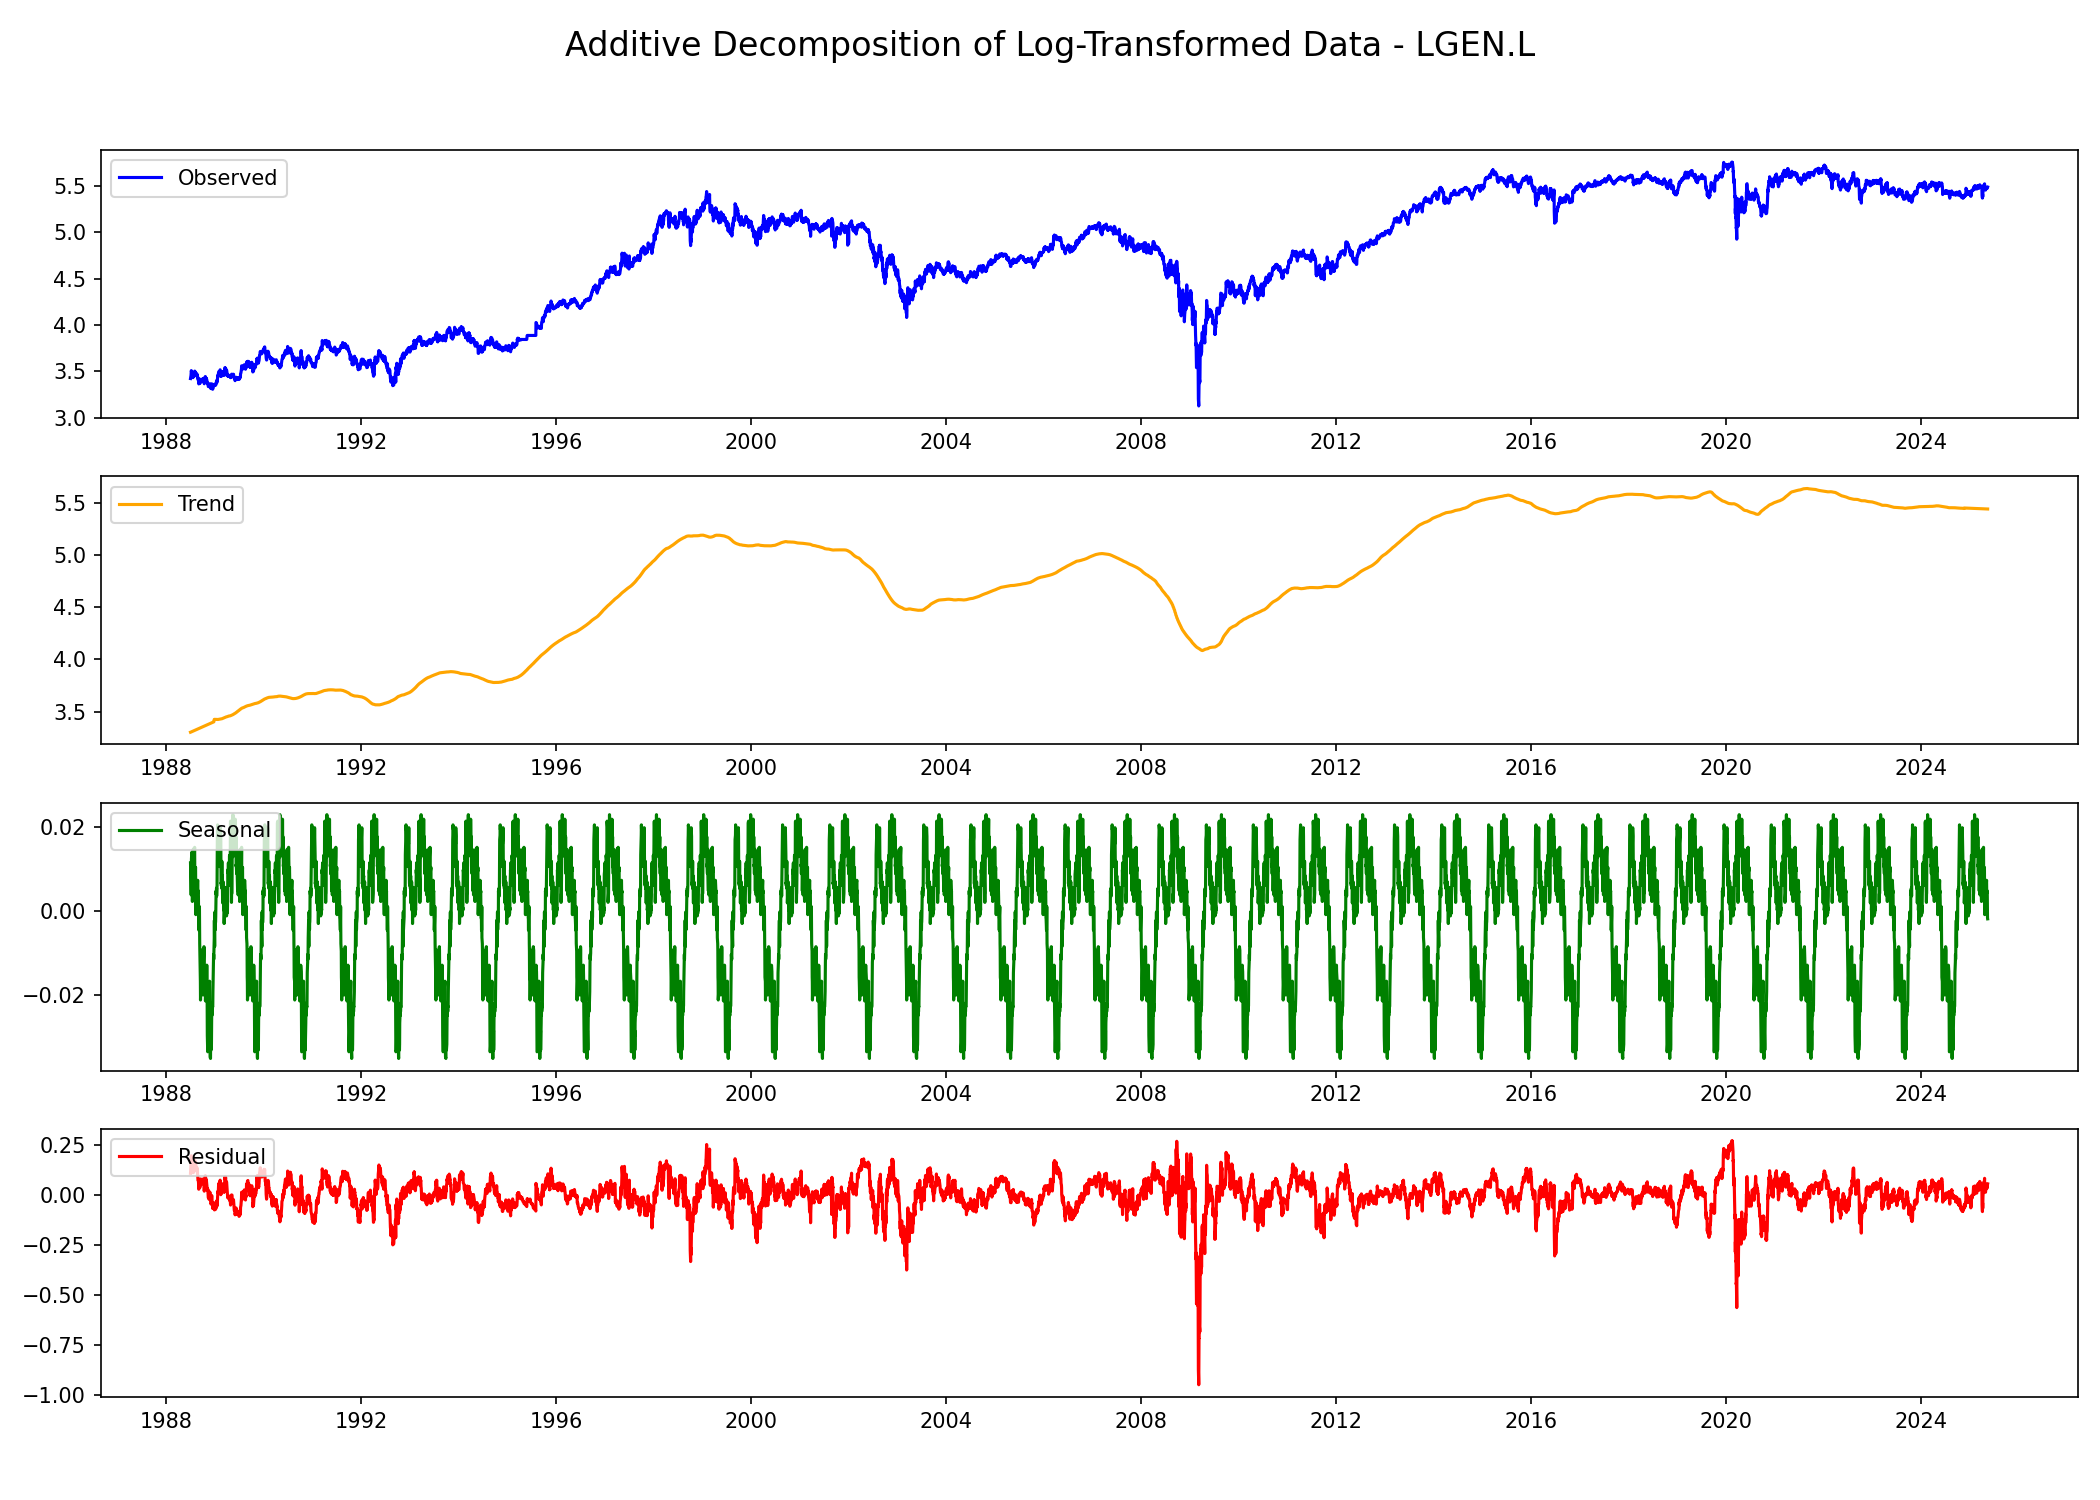 Additive Decomposition of Log-Transformed Data - LGEN.L
Observed
5.5
5.0
4.5
4.0
3.5
3.0
1988 1992 1996 2000 2004 2008 2012 2016 2020 2024
Trend
5.5
5.0
4.5
4.0
3.5
1988 1992 1996 2000 2004 2008 2012 2016 2020 2024
Seasonal
0.02
0.00
−0.02
1988 1992 1996 2000 2004 2008 2012 2016 2020 2024
Residual
0.25
0.00
−0.25
−0.50
−0.75
−1.00
1988 1992 1996 2000 2004 2008 2012 2016 2020 2024